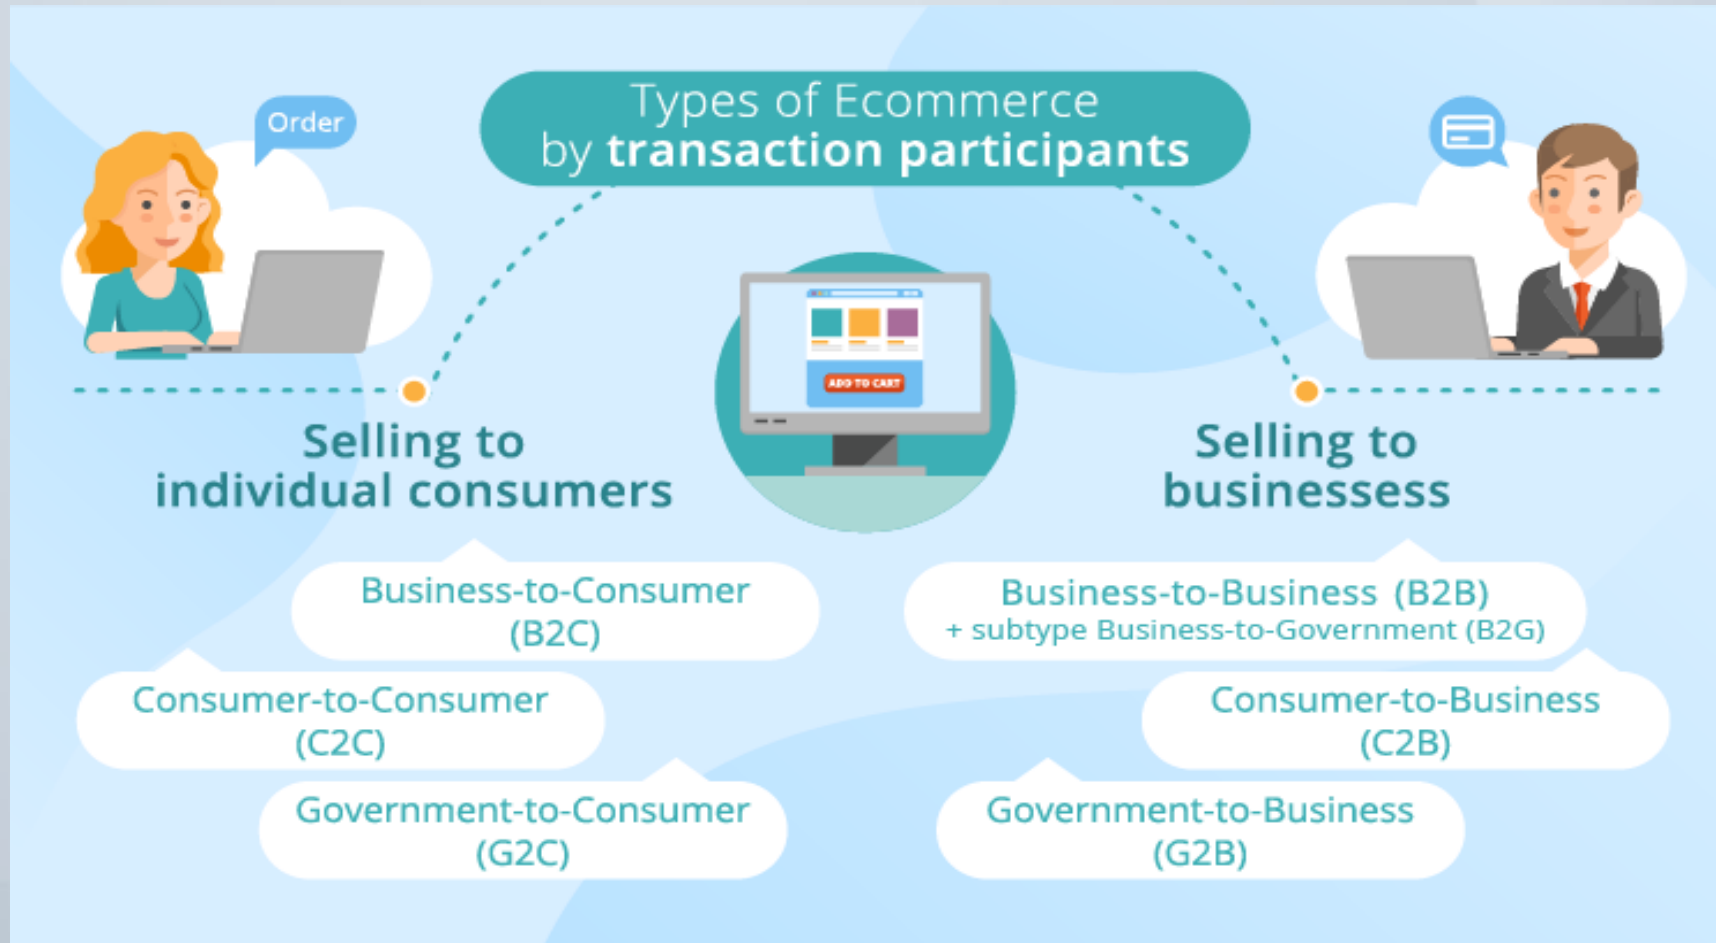 Types of Ecommerce
by transaction participants
Order
ADD TO CART
Selling to
individual consumers
Business-to-Consumer
(B2C)
Consumer-to-Consumer
(C2C)
Government-to-Consumer
(G2C)
Selling to
businessess
Business-to-Business (B2B)
+ subtype Business-to-Government (B2G)
Consumer-to-Business
(C2B)
Government-to-Business
(G2B)